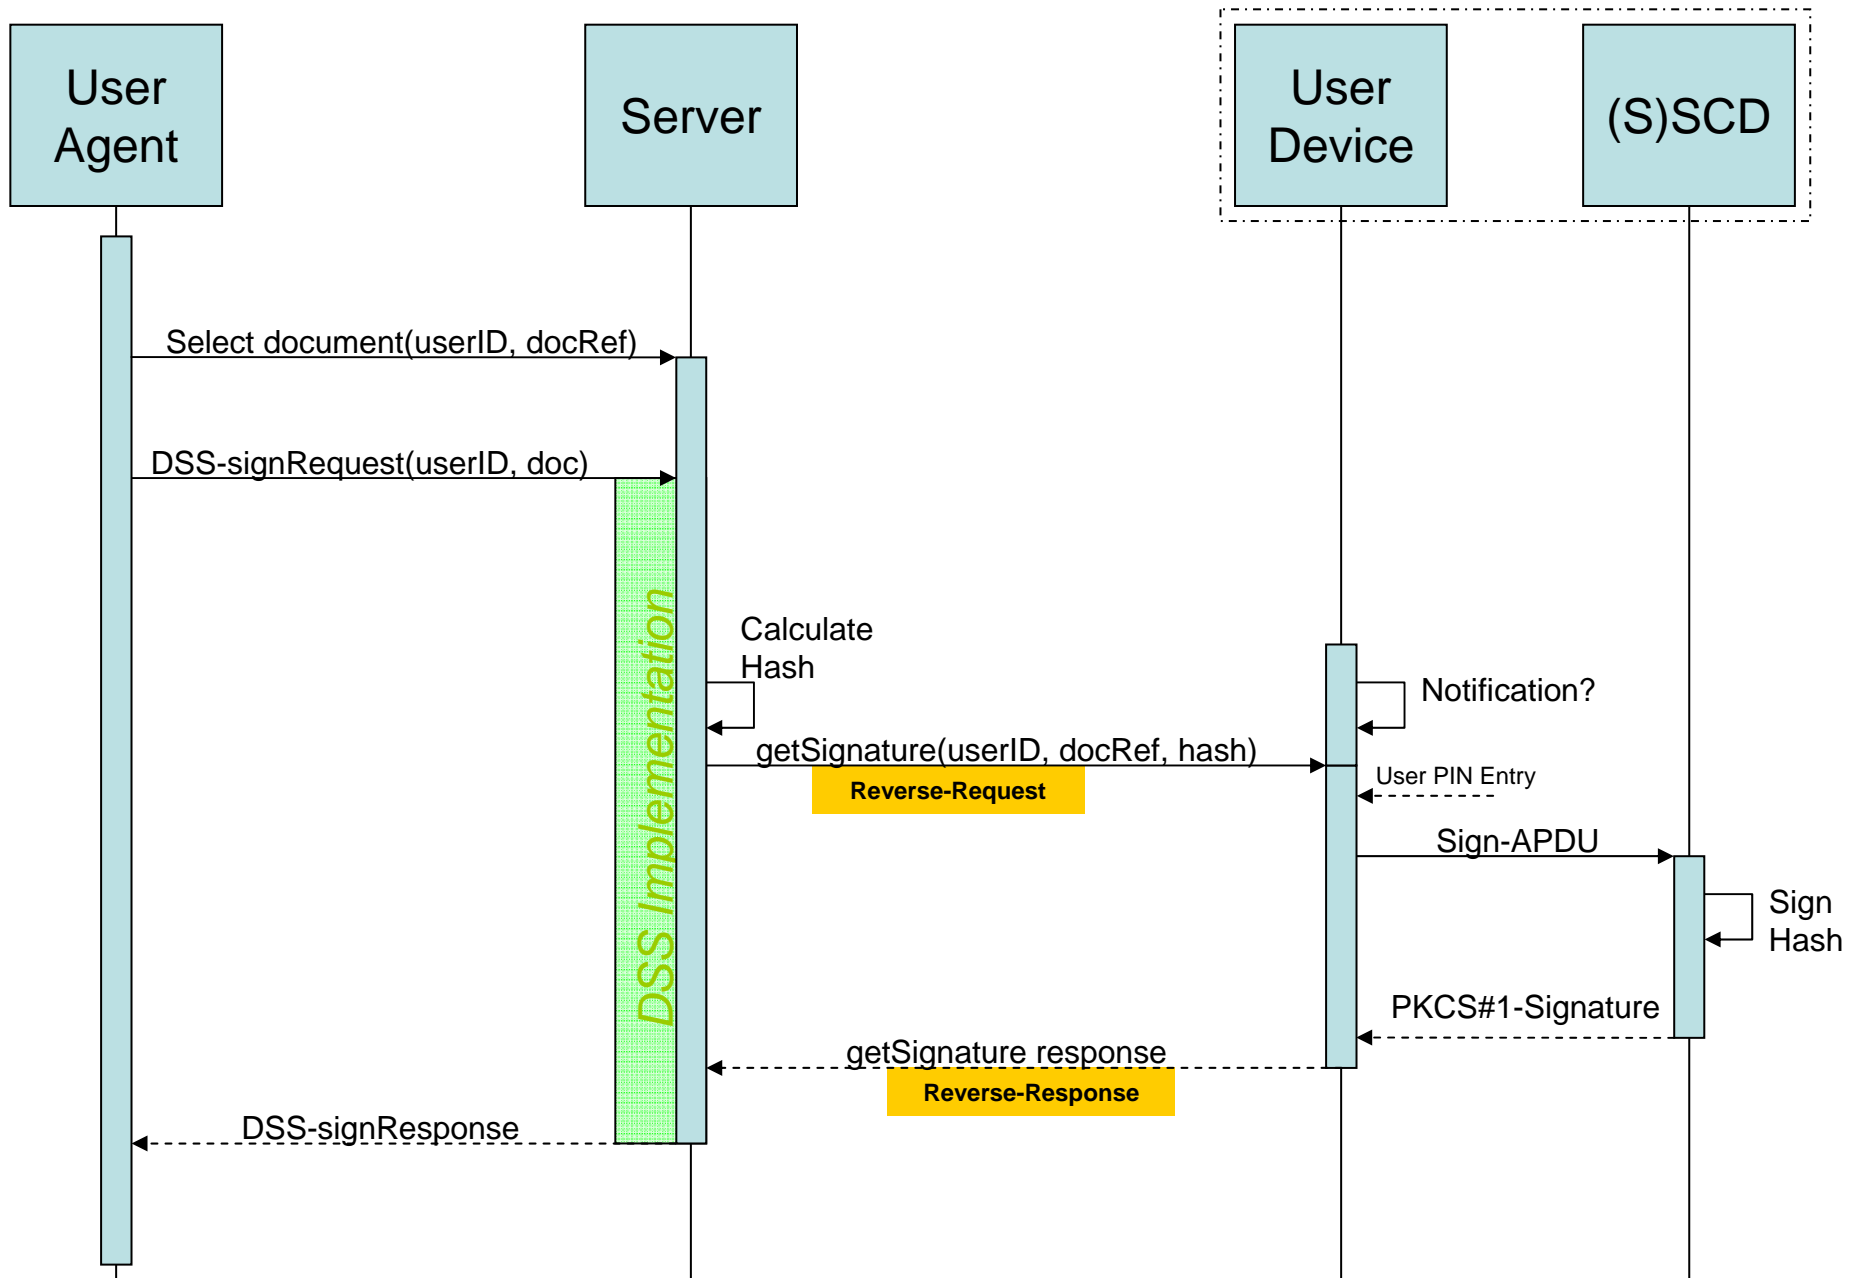 User
Agent
Server
User
Device
(S)SCD
Select document(userID, docRef)
DSS-signRequest(userID, doc)
DSS Implementation
Calculate
Hash
Notification?
getSignature(userID, docRef, hash)
Reverse-Request
User PIN Entry
Sign-APDU
Sign
Hash
PKCS#1-Signature
getSignature response
Reverse-Response
DSS-signResponse